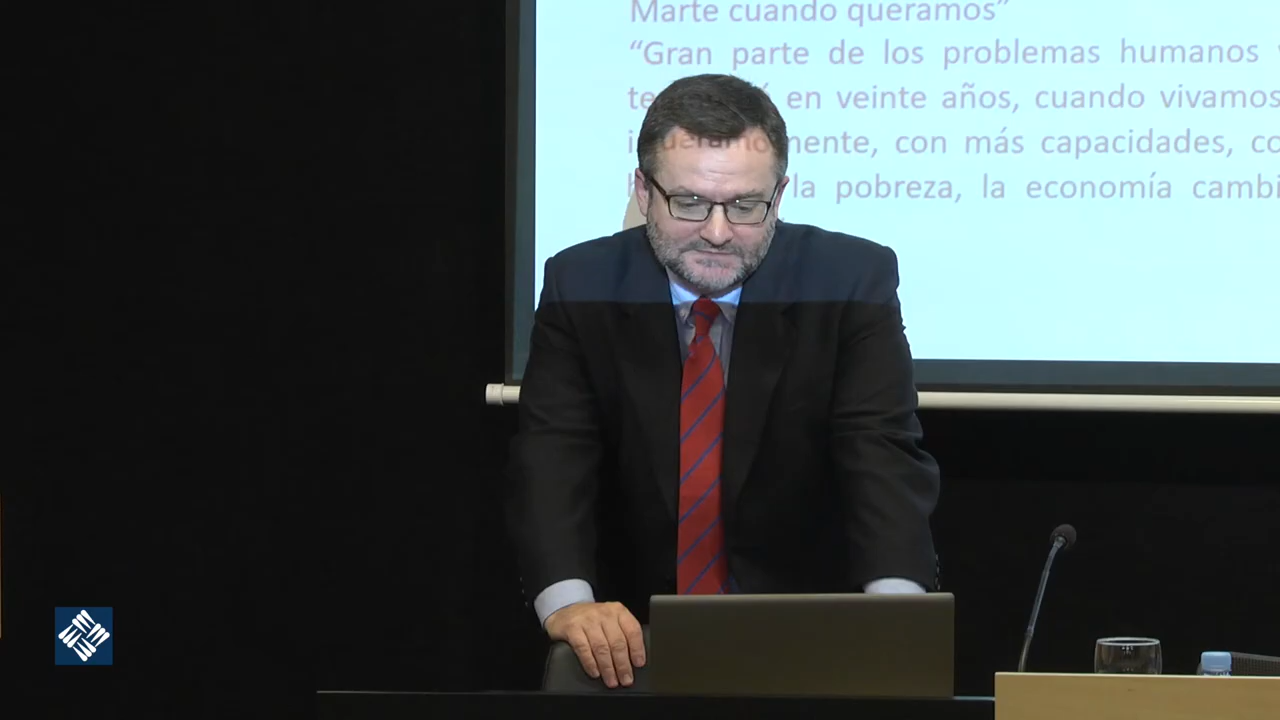 Marte cuando queramos”
“Gran parte de los problemas humanos
en veinte años, cuando vivamos
mente, con más capacidades,
la pobreza, la economía